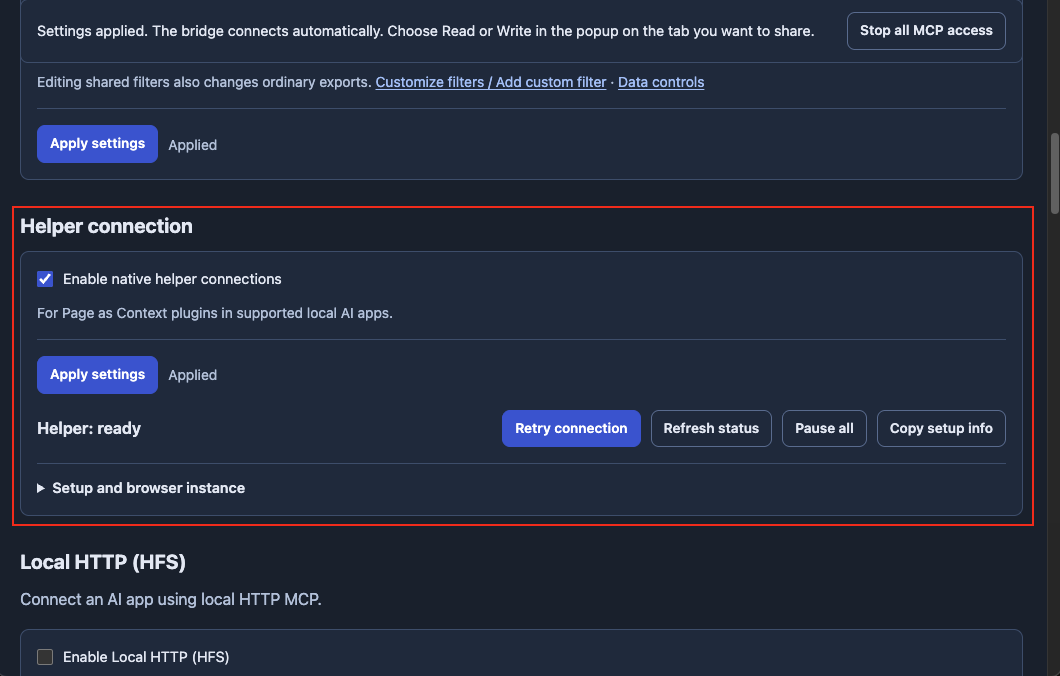 Settings applied. The bridge connects automatically. Choose Read or Write in the popup on the tab you want to share.
Stop all MCP access
Editing shared filters also changes ordinary exports. Customize filters / Add custom filter · Data controls
Apply settings
Applied
Helper connection
Enable native helper connections
For Page as Context plugins in supported local AI apps.
Apply settings
Applied
Helper: ready
Retry connection
Refresh status
Pause all
Copy setup info
Setup and browser instance
Local HTTP (HFS)
Connect an AI app using local HTTP MCP.
Enable Local HTTP (HFS)